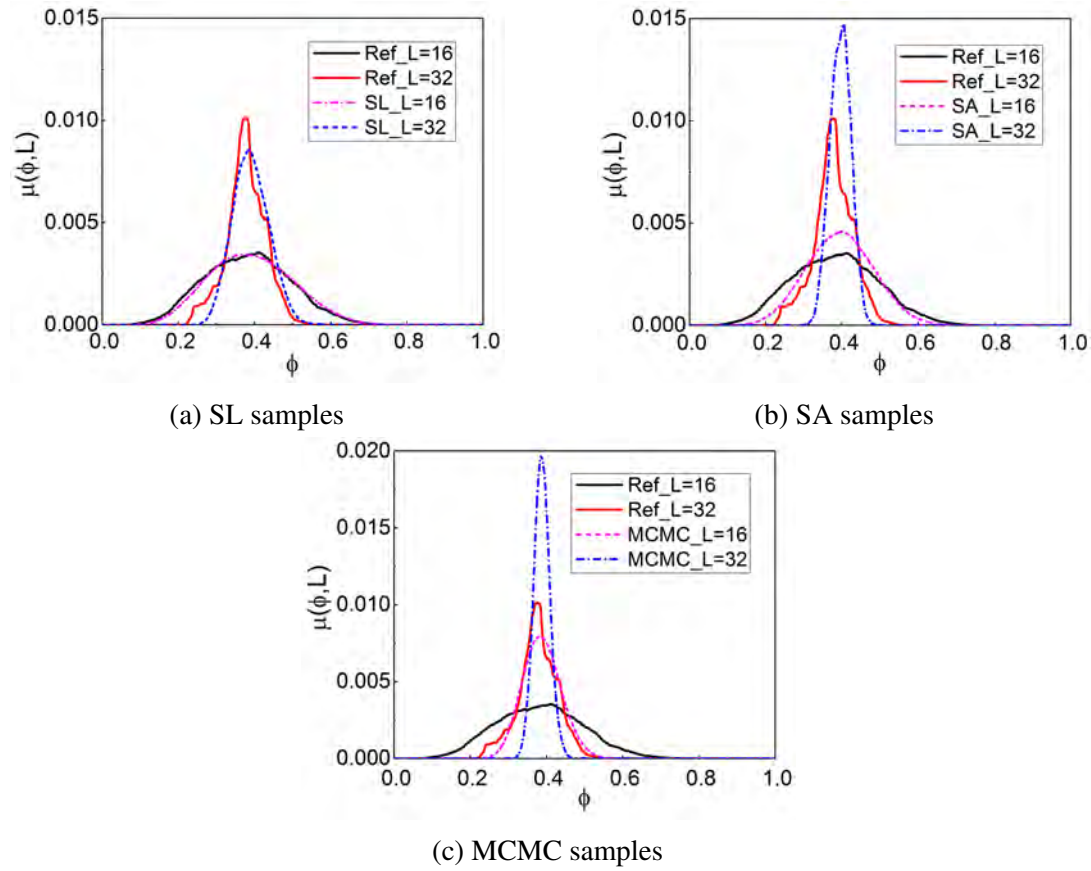 0.015
0.010
0.005
0.000
μ(ϕ,L)
Ref_L=16
Ref_L=32
SL_L=16
SL_L=32
0.0 0.2 0.4 0.6 0.8 1.0
ϕ
(a) SL samples
0.015
0.010
0.005
0.000
μ(ϕ,L)
Ref_L=16
Ref_L=32
SA_L=16
SA_L=32
0.0 0.2 0.4 0.6 0.8 1.0
ϕ
(b) SA samples
0.020
0.015
0.010
0.005
0.000
μ(ϕ,L)
Ref_L=16
Ref_L=32
MCMC_L=16
MCMC_L=32
0.0 0.2 0.4 0.6 0.8 1.0
ϕ
(c) MCMC samples